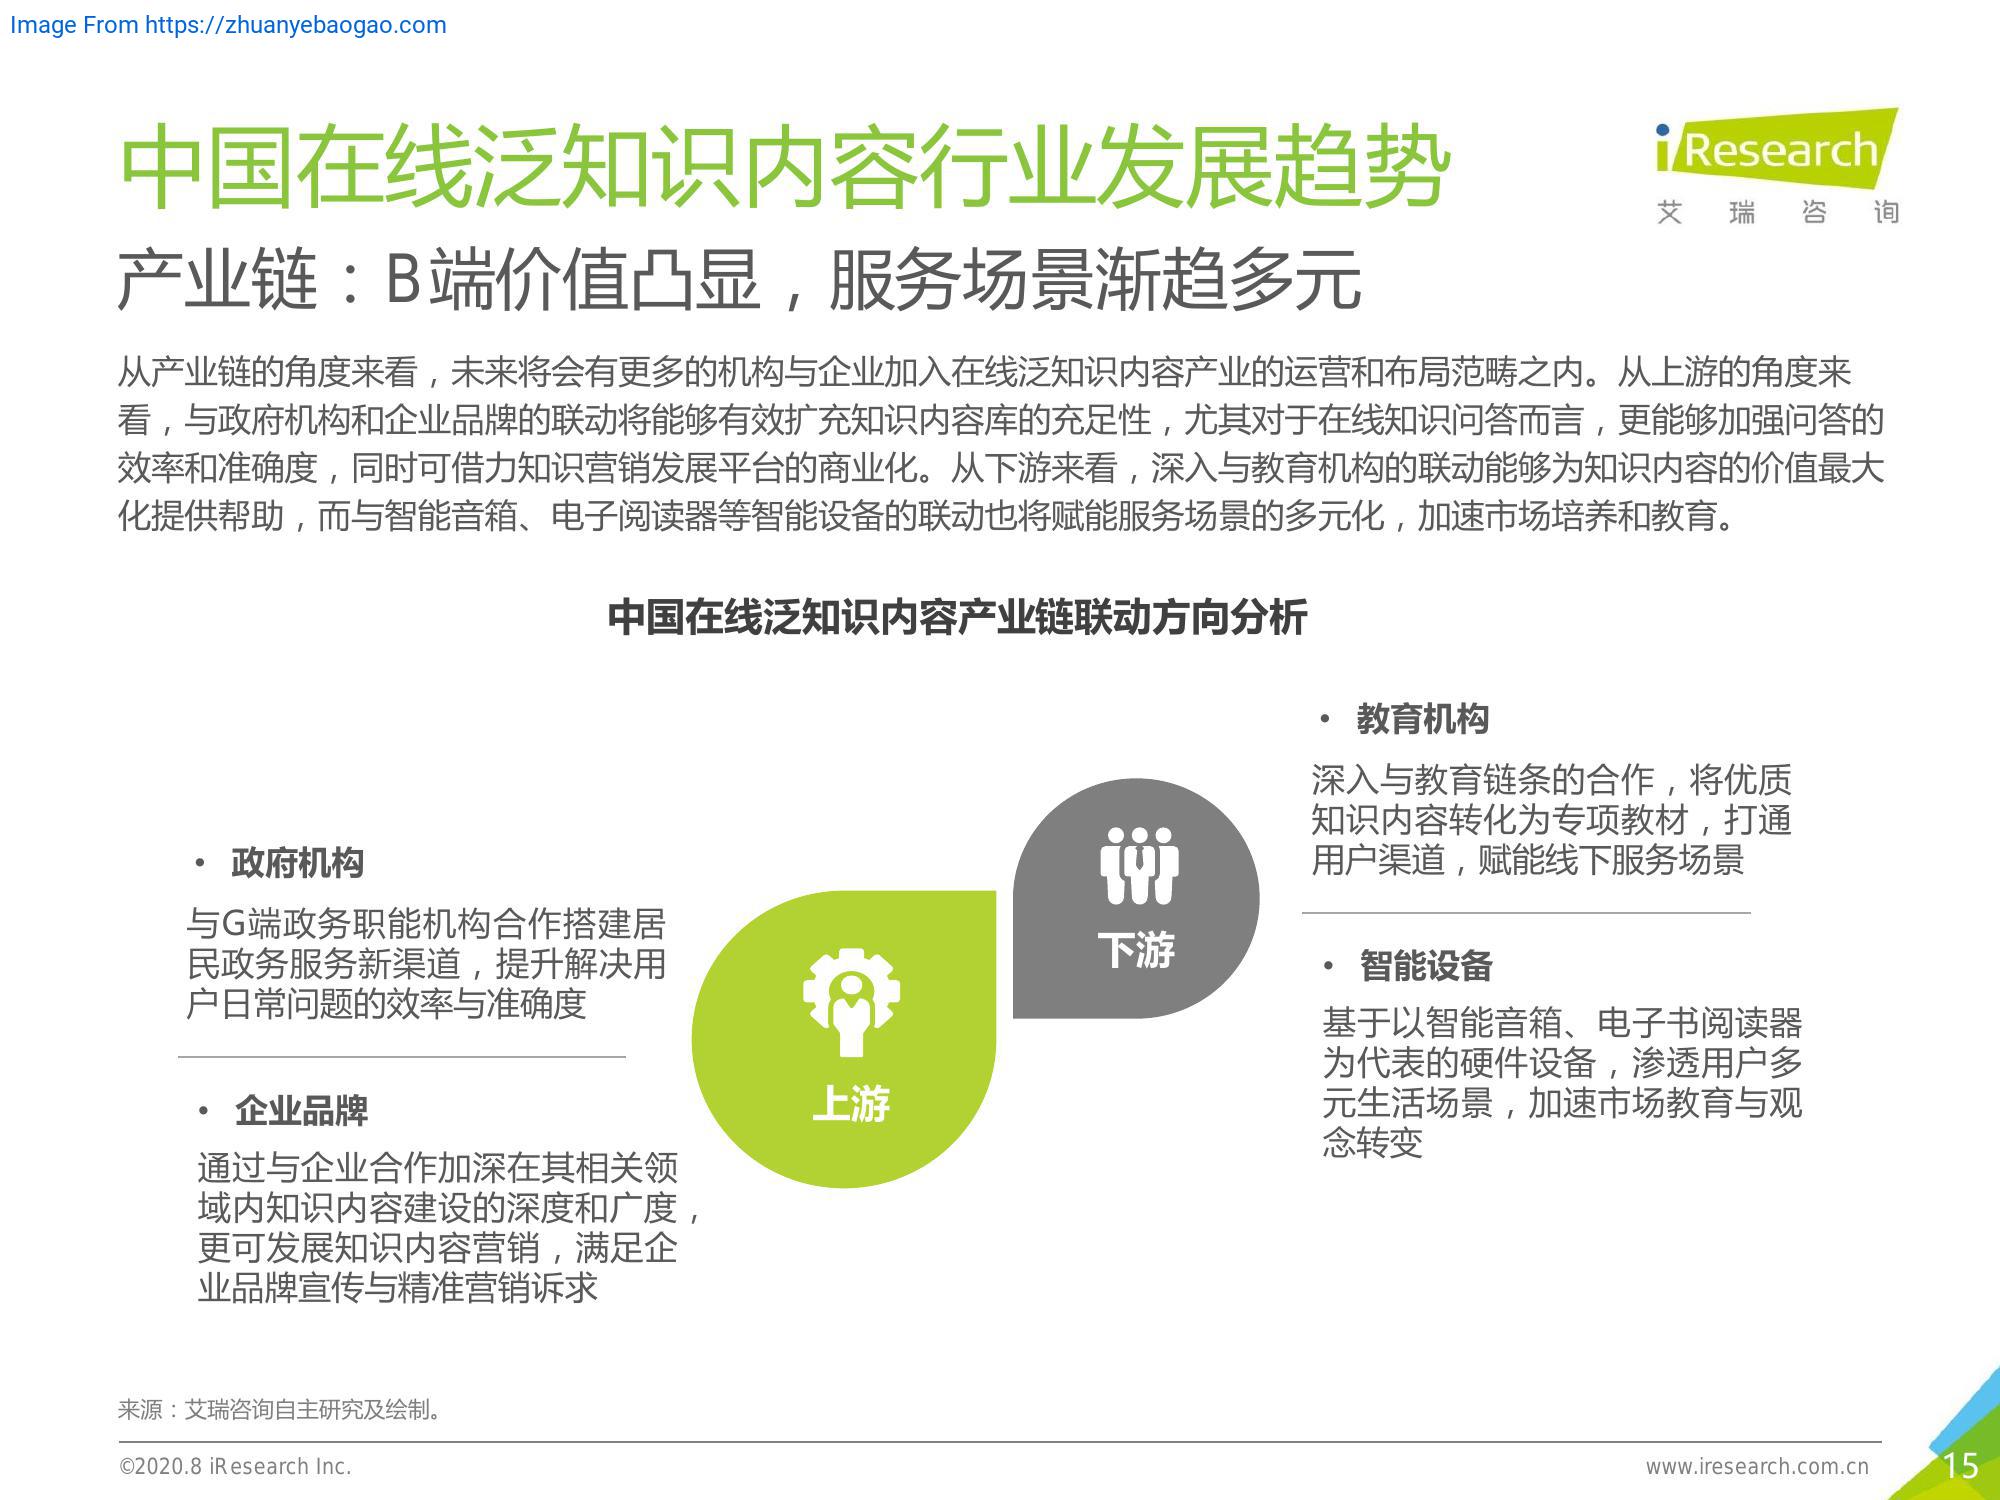 Image From https://zhuanyebaogao.com
中国在线泛知识内容行业发展趋势
iResearch
艾瑞咨询
产业链：B端价值凸显，服务场景渐趋多元
从产业链的角度来看，未来将会有更多的机构与企业加入在线泛知识内容产业的运营和布局范畴之内。从上游的角度来
看，与政府机构和企业品牌的联动将能够有效扩充知识内容库的充足性，尤其对于在线知识问答而言，更能够加强问答的
效率和准确度，同时可借力知识营销发展平台的商业化。从下游来看，深入与教育机构的联动能够为知识内容的价值最大
化提供帮助，而与智能音箱、电子阅读器等智能设备的联动也将赋能服务场景的多元化，加速市场培养和教育。
中国在线泛知识内容产业链联动方向分析
• 政府机构
与G端政务职能机构合作搭建居
民政务服务新渠道，提升解决用
户日常问题的效率与准确度
• 企业品牌
通过与企业合作加深在其相关领
域内知识内容建设的深度和广度，
更可发展知识内容营销，满足企
业品牌宣传与精准营销诉求
上游
下游
• 教育机构
深入与教育链条的合作，将优质
知识内容转化为专项教材，打通
用户渠道，赋能线下服务场景
• 智能设备
基于以智能音箱、电子书阅读器
为代表的硬件设备，渗透用户多
元生活场景，加速市场教育与观
念转变
来源：艾瑞咨询自主研究及绘制。
©2020.8 iResearch Inc.
www.iresearch.com.cn
15